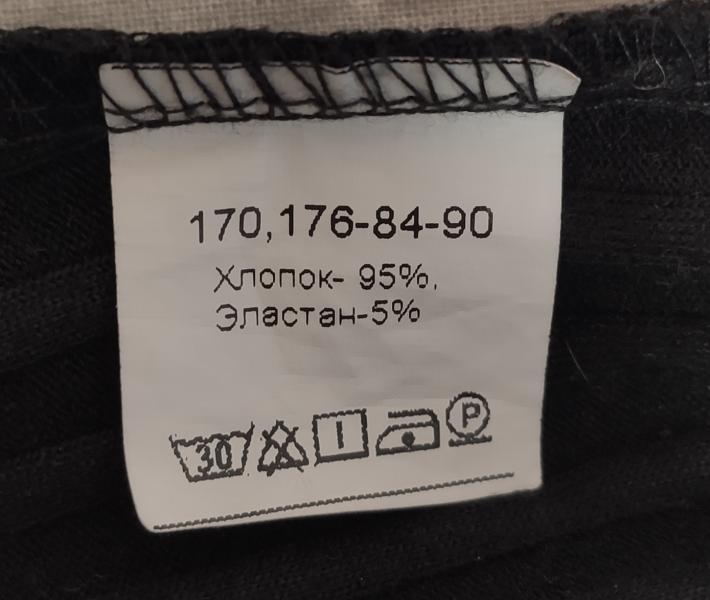 170,176-84-90
Хлопок- 95%,
Эластан-5%
30
P